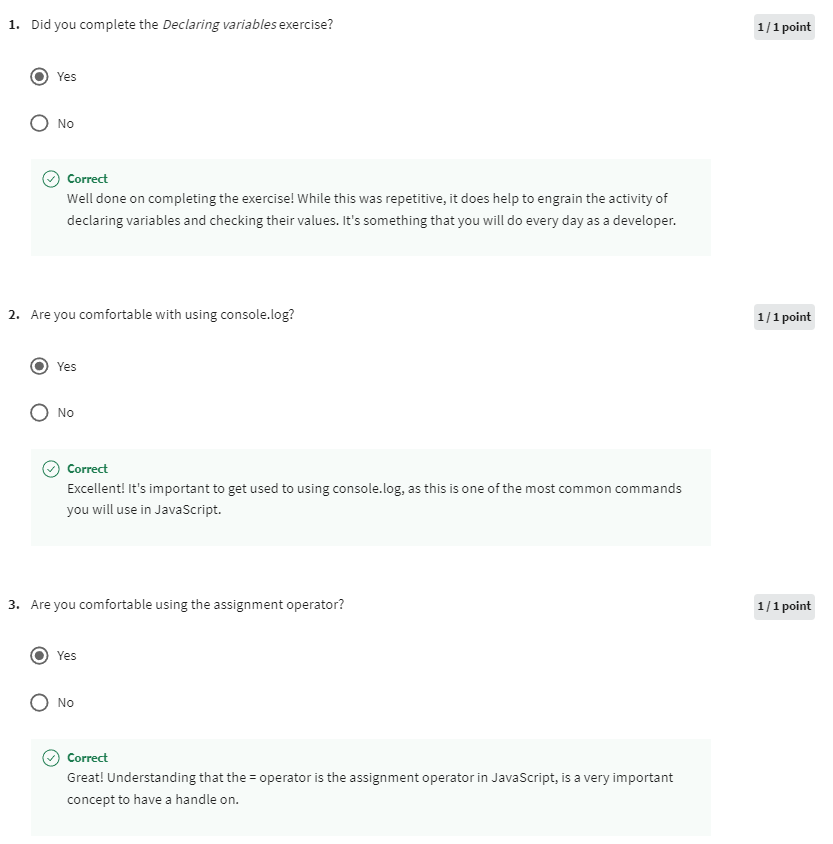 1. Did you complete the Declaring variables exercise?
1 / 1 point
Yes
No
Correct
Well done on completing the exercise! While this was repetitive, it does help to engrain the activity of
declaring variables and checking their values. It's something that you will do every day as a developer.
2. Are you comfortable with using console.log?
1 / 1 point
Yes
No
Correct
Excellent! It's important to get used to using console.log, as this is one of the most common commands
you will use in JavaScript.
3. Are you comfortable using the assignment operator?
1 / 1 point
Yes
No
Correct
Great! Understanding that the = operator is the assignment operator in JavaScript, is a very important
concept to have a handle on.